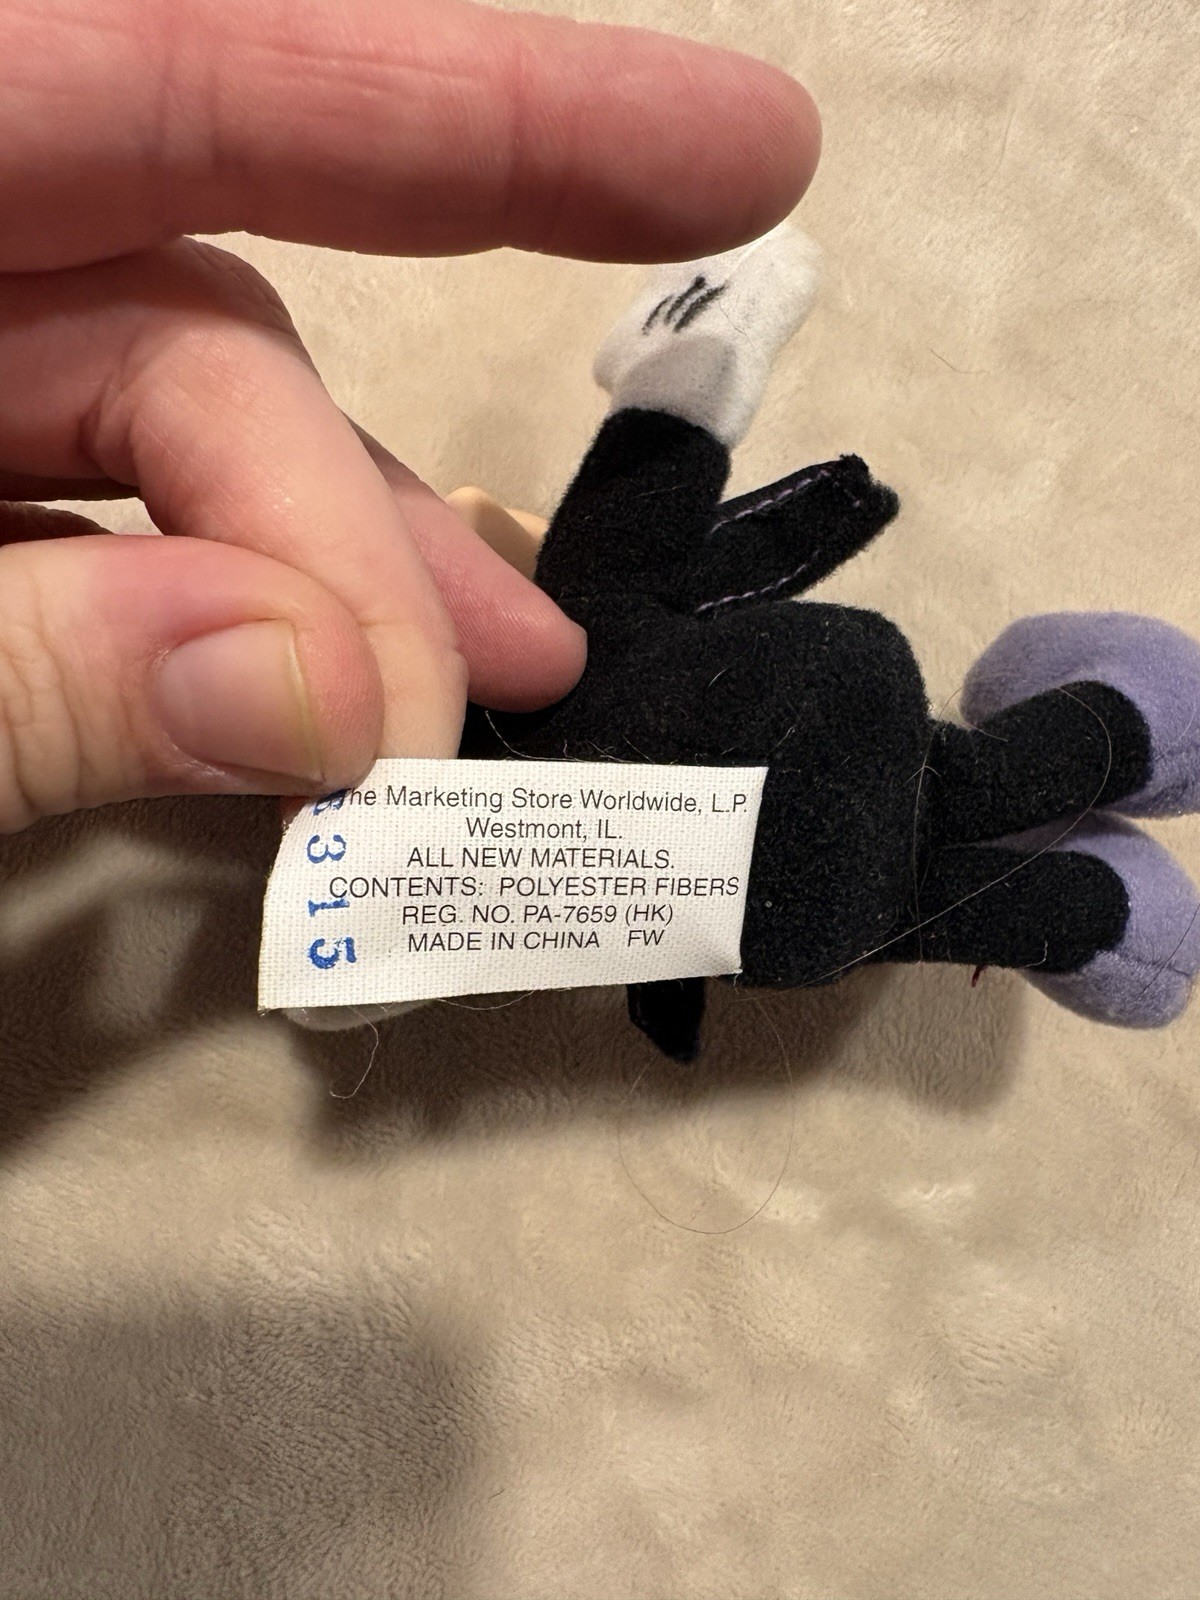 he Marketing Store Worldwide, L.P.
Westmont, IL.
ALL NEW MATERIALS.
CONTENTS: POLYESTER FIBERS
REG. NO. PA-7659 (HK)
MADE IN CHINA FW
315